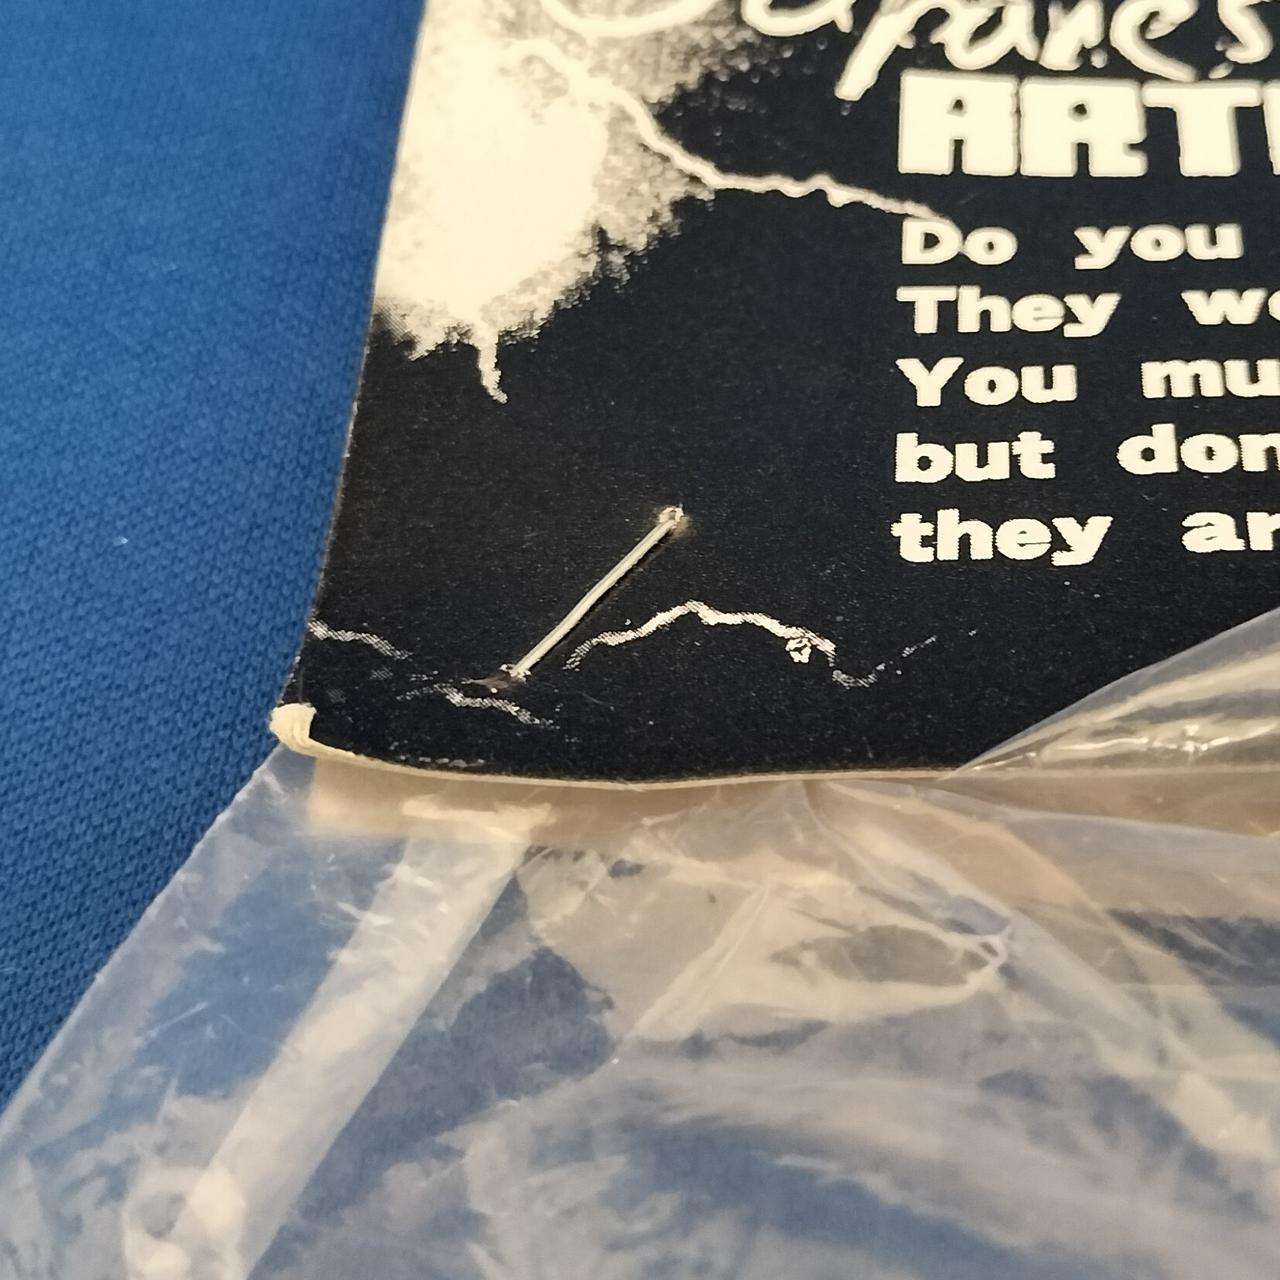 ARTI
Do you
They we
You mu
but don
they ar